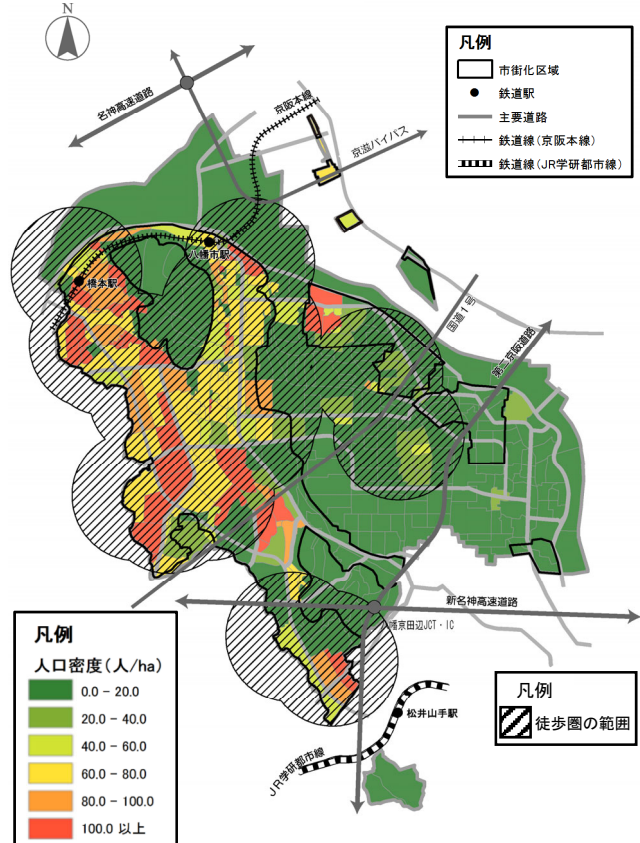 N
名神高速道路
京阪本線
京滋バイパス
凡例
市街化区域
鉄道駅
主要道路
鉄道線(京阪本線)
鉄道線(JR学研都市線)
八幡市駅
橋本駅
国道1号
第二京阪道路
新名神高速道路
八幡京田辺JCT・IC
松井山手駅
JR学研都市線
凡例
人口密度(人/ha)
0.0 - 20.0
20.0 - 40.0
40.0 - 60.0
60.0 - 80.0
80.0 - 100.0
100.0 以上
凡例
徒歩圏の範囲